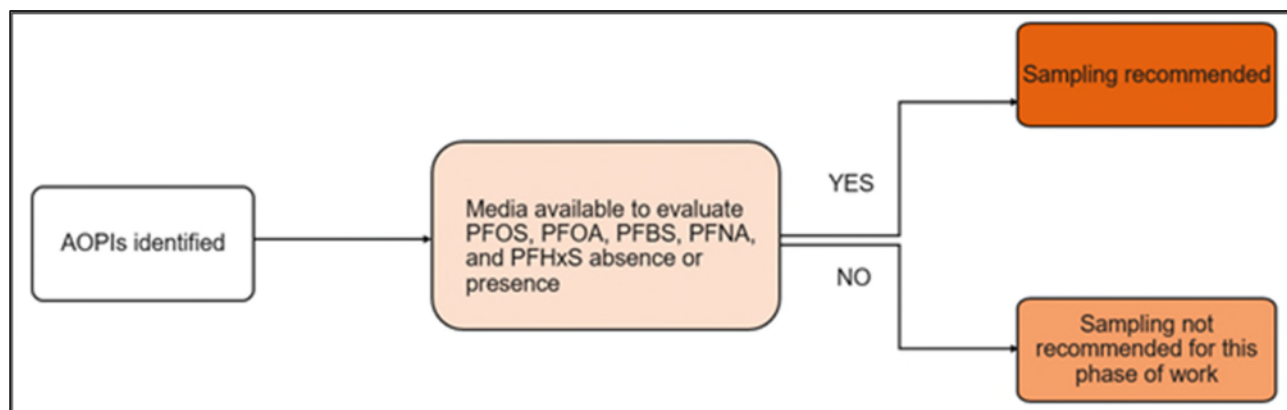 AOPIs identified
Media available to evaluate
PFOS, PFOA, PFBS, PFNA,
and PFHxS absence or
presence
YES
Sampling recommended
NO
Sampling not
recommended for this
phase of work